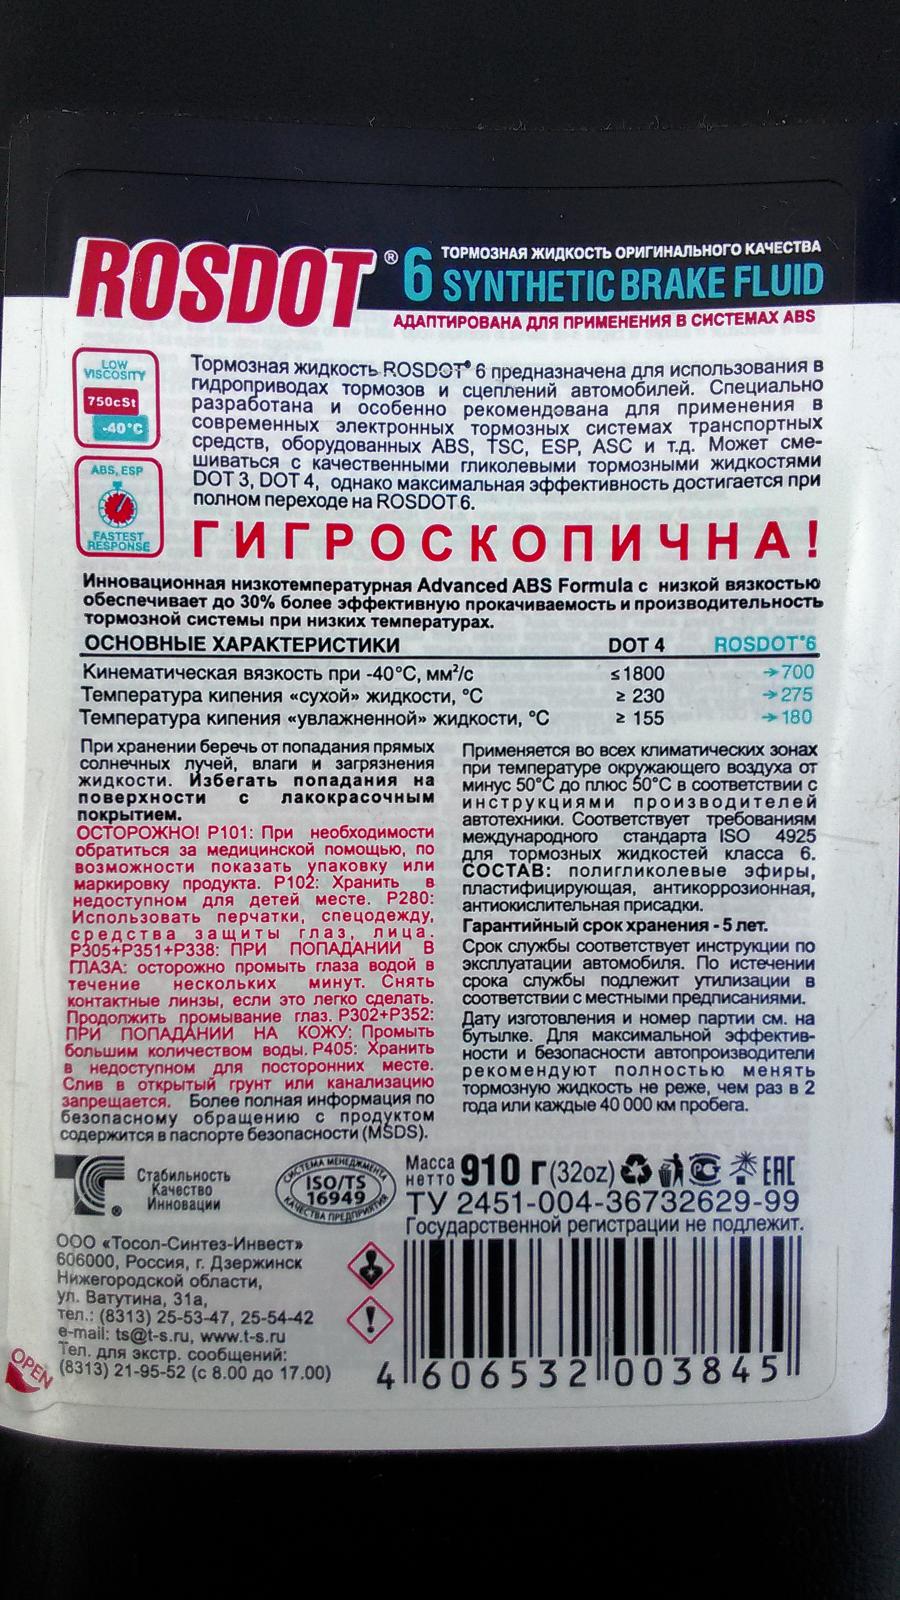 ROSDOT® 6 ТОРМОЗНАЯ ЖИДКОСТЬ ОРИГИНАЛЬНОГО КАЧЕСТВА
SYNTHETIC BRAKE FLUID
АДАПТИРОВАНА ДЛЯ ПРИМЕНЕНИЯ В СИСТЕМАХ ABS
LOW
VISCOSITY
750cSt
-40°C
ABS, ESP
FASTEST
RESPONSE
Тормозная жидкость ROSDOT® 6 предназначена для использования в
гидроприводах тормозов и сцеплений автомобилей. Специально
разработана и особенно рекомендована для применения в
современных электронных тормозных системах транспортных
средств, оборудованных ABS, TSC, ESP, ASC и т.д. Может сме-
шиваться с качественными гликолевыми тормозными жидкостями
DOT 3, DOT 4, однако максимальная эффективность достигается при
полном переходе на ROSDOT 6.
ГИГРОСКОПИЧНА!
Инновационная низкотемпературная Advanced ABS Formula с низкой вязкостью
обеспечивает до 30% более эффективную прокачиваемость и производительность
тормозной системы при низких температурах.
ОСНОВНЫЕ ХАРАКТЕРИСТИКИ DOT 4 ROSDOT®6
Кинематическая вязкость при -40°С, мм²/с ≤1800 →700
Температура кипения «сухой» жидкости, °С ≥ 230 →275
Температура кипения «увлажненной» жидкости, °С ≥ 155 →180
При хранении беречь от попадания прямых
солнечных лучей, влаги и загрязнения
жидкости. Избегать попадания на
поверхности с лакокрасочным
покрытием.
ОСТОРОЖНО! P101: При необходимости
обратиться за медицинской помощью, по
возможности показать упаковку или
маркировку продукта. P102: Хранить в
недоступном для детей месте. P280:
Использовать перчатки, спецодежду,
средства защиты глаз, лица.
P305+P351+P338: ПРИ ПОПАДАНИИ В
ГЛАЗА: осторожно промыть глаза водой в
течение нескольких минут. Снять
контактные линзы, если это легко сделать.
Продолжить промывание глаз. P302+P352:
ПРИ ПОПАДАНИИ НА КОЖУ: Промыть
большим количеством воды. P405: Хранить
в недоступном для посторонних месте.
Слив в открытый грунт или канализацию
запрещается. Более полная информация по
безопасному обращению с продуктом
содержится в паспорте безопасности (MSDS).
Применяется во всех климатических зонах
при температуре окружающего воздуха от
минус 50°С до плюс 50°С в соответствии с
инструкциями производителей
автотехники. Соответствует требованиям
международного стандарта ISO 4925
для тормозных жидкостей класса 6.
СОСТАВ: полигликолевые эфиры,
пластифицирующая, антикоррозионная,
антиокислительная присадки.
Гарантийный срок хранения - 5 лет.
Срок службы соответствует инструкции по
эксплуатации автомобиля. По истечении
срока службы подлежит утилизации в
соответствии с местными предписаниями.
Дату изготовления и номер партии см. на
бутылке. Для максимальной эффектив-
ности и безопасности автопроизводители
рекомендуют полностью менять
тормозную жидкость не реже, чем раз в 2
года или каждые 40 000 км пробега.
Стабильность
Качество
Инновации
СИСТЕМА МЕНЕДЖМЕНТА
ISO/TS
16949
КАЧЕСТВА ПРЕДПРИЯТИЯ
Масса
нетто 910 г(32oz) EAC
ТУ 2451-004-36732629-99
Государственной регистрации не подлежит.
ООО «Тосол-Синтез-Инвест»
606000, Россия, г. Дзержинск
Нижегородской области,
ул. Ватутина, 31а,
тел.: (8313) 25-53-47, 25-54-42
e-mail: ts@t-s.ru, www.t-s.ru
Тел. для экстр. сообщений:
(8313) 21-95-52 (с 8.00 до 17.00)
OPEN
4 606532 003845